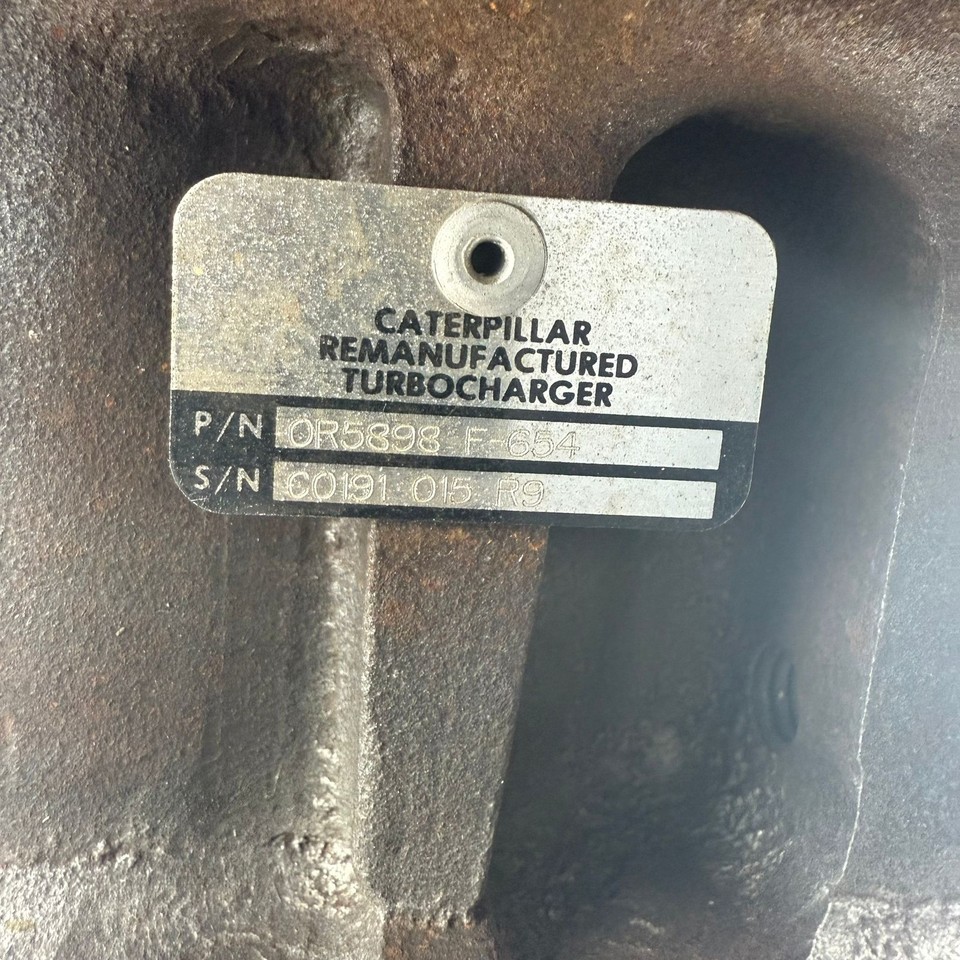 CATERPILLAR
REMANUFACTURED
TURBOCHARGER
P/N 0R5898 F-654
S/N C0191 015 R9